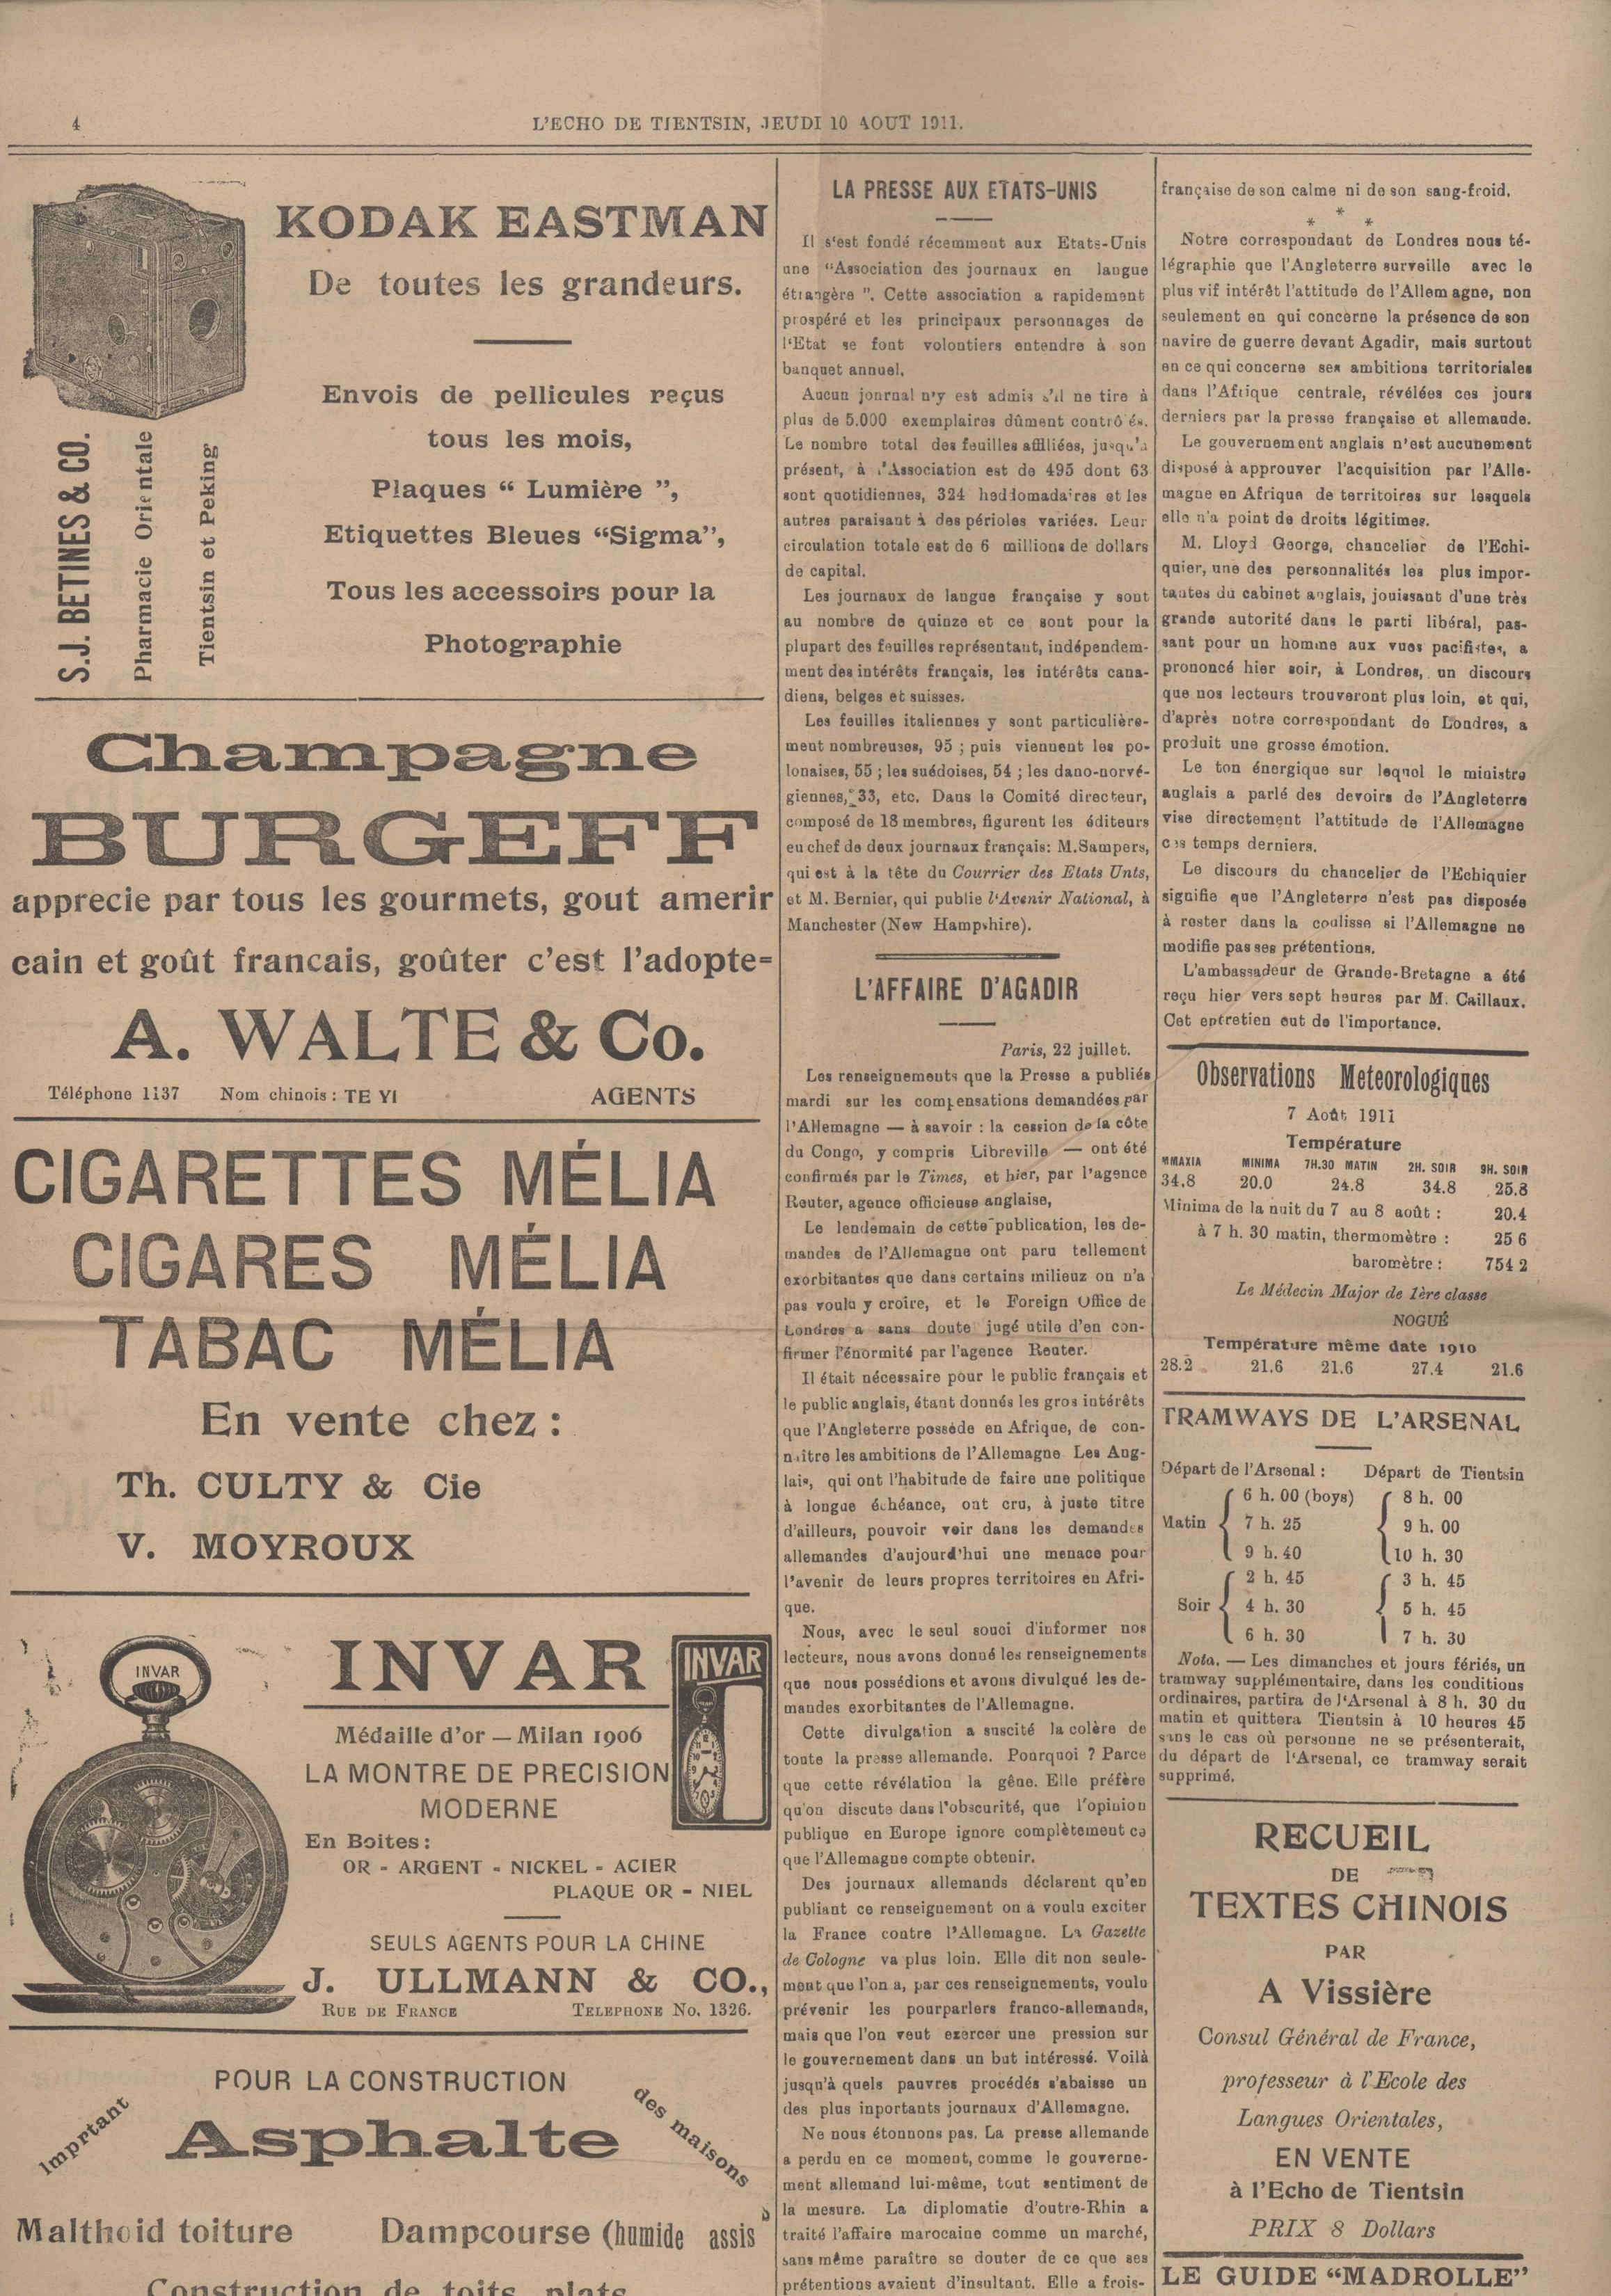 4
L'ECHO DE TIENTSIN, JEUDI 10 AOUT 1911.
KODAK EASTMAN
De toutes les grandeurs.
Envois de pellicules reçus
tous les mois,
Plaques “ Lumière ”,
Etiquettes Bleues “Sigma”,
Tous les accessoirs pour la
Photographie
S.J. BETINES & CO.
Pharmacie Orientale
Tientsin et Peking
Champagne
BURGEFF
apprecie par tous les gourmets, gout amerir
cain et goût francais, goûter c'est l'adopte=
A. WALTE & Co.
Téléphone 1137 Nom chinois : TE YI AGENTS
CIGARETTES MÉLIA
CIGARES MÉLIA
TABAC MÉLIA
En vente chez :
Th. CULTY & Cie
V. MOYROUX
INVAR
INVAR
INVAR
Médaille d'or — Milan 1906
LA MONTRE DE PRECISION
MODERNE
En Boites:
OR - ARGENT - NICKEL - ACIER
PLAQUE OR - NIEL
SEULS AGENTS POUR LA CHINE
J. ULLMANN & CO.,
RUE DE FRANCE TELEPHONE No. 1326.
POUR LA CONSTRUCTION
Imprtant
Asphalte
des maisons
Malthoid toiture Dampcourse (humide assis
Construction de toits plats
LA PRESSE AUX ETATS-UNIS
Il s'est fondé récemment aux Etats-Unis
une “Association des journaux en langue
étrangère ”. Cette association a rapidement
prospéré et les principaux personnages de
l'Etat se font volontiers entendre à son
banquet annuel.
Aucun journal n'y est admis s'il ne tire à
plus de 5.000 exemplaires dûment contrô és.
Le nombre total des feuilles affiliées, jusqu'à
présent, à l'Association est de 495 dont 63
sont quotidiennes, 324 hedlomadaires et les
autres paraisant à des périoles variées. Leur
circulation totale est de 6 millions de dollars
de capital.
Les journaux de langue française y sont
au nombre de quinze et ce sont pour la
plupart des feuilles représentant, indépendem-
ment des intérêts français, les intérêts cana-
diens, belges et suisses.
Les feuilles italiennes y sont particulière-
ment nombreuses, 95 ; puis viennent les po-
lonaises, 55 ; les suédoises, 54 ; les dano-norvé-
giennes, 33, etc. Dans le Comité directeur,
composé de 18 membres, figurent les éditeurs
eu chef de deux journaux français: M.Sampers,
qui est à la tête du Courrier des Etats Unts,
et M. Bernier, qui publie l'Avenir National, à
Manchester (New Hampshire).
L'AFFAIRE D'AGADIR
Paris, 22 juillet.
Les renseignements que la Presse a publiés
mardi sur les compensations demandées par
l'Allemagne — à savoir : la cession de la côte
du Congo, y compris Libreville — ont été
confirmés par le Times, et hier, par l'agence
Reuter, agence officieuse anglaise,
Le lendemain de cette publication, les de-
mandes de l'Allemagne ont paru tellement
exorbitantes que dans certains milieuz on n'a
pas voulu y croire, et le Foreign Office de
Londres a sans doute jugé utile d'en con-
firmer l'énormité par l'agence Reuter.
Il était nécessaire pour le public français et
le public anglais, étant donnés les gros intérêts
que l'Angleterre possède en Afrique, de con-
naître les ambitions de l'Allemagne Les Ang-
lais, qui ont l'habitude de faire une politique
à longue échéance, ont cru, à juste titre
d'ailleurs, pouvoir voir dans les demandes
allemandes d'aujourd'hui une menace pour
l'avenir de leurs propres territoires en Afri-
que.
Nous, avec le seul souci d'informer nos
lecteurs, nous avons donné les renseignements
que nous possédions et avons divulgué les de-
mandes exorbitantes de l'Allemagne.
Cette divulgation a suscité la colère de
toute la presse allemande. Pourquoi ? Parce
que cette révélation la gêne. Elle préfère
qu'on discute dans l'obscurité, que l'opinion
publique en Europe ignore complètement ce
que l'Allemagne compte obtenir.
Des journaux allemands déclarent qu'en
publiant ce renseignement on a voulu exciter
la France contre l'Allemagne. La Gazette
de Cologne va plus loin. Elle dit non seule-
ment que l'on a, par ces renseignements, voulu
prévenir les pourparlers franco-allemands,
mais que l'on veut exercer une pression sur
le gouvernement dans un but intéressé. Voilà
jusqu'à quels pauvres procédés s'abaisse un
des plus inportants journaux d'Allemagne.
Ne nous étonnons pas. La presse allemande
a perdu en ce moment, comme le gouverne-
ment allemand lui-même, tout sentiment de
la mesure. La diplomatie d'outre-Rhin a
traité l'affaire marocaine comme un marché,
sans même paraître se douter de ce que ses
prétentions avaient d'insultant. Elle a frois-
française de son calme ni de son sang-froid.
* * *
Notre correspondant de Londres nous té-
légraphie que l'Angleterre surveille avec le
plus vif intérêt l'attitude de l'Allemagne, non
seulement en qui concerne la présence de son
navire de guerre devant Agadir, mais surtout
en ce qui concerne ses ambitions territoriales
dans l'Afrique centrale, révélées ces jours
derniers par la presse française et allemande.
Le gouvernement anglais n'est aucunement
disposé à approuver l'acquisition par l'Alle-
magne en Afrique de territoires sur lesquels
elle n'a point de droits légitimes.
M. Lloyd George, chancelier de l'Echi-
quier, une des personnalités les plus impor-
tantes du cabinet anglais, jouissant d'une très
grande autorité dans le parti libéral, pas-
sant pour un homme aux vues pacifistes, a
prononcé hier soir, à Londres, un discours
que nos lecteurs trouveront plus loin, et qui,
d'après notre correspondant de Londres, a
produit une grosse émotion.
Le ton énergique sur lequel le ministre
anglais a parlé des devoirs de l'Angleterre
vise directement l'attitude de l'Allemagne
ces temps derniers.
Le discours du chancelier de l'Echiquier
signifie que l'Angleterre n'est pas disposée
à rester dans la coulisse si l'Allemagne ne
modifie pas ses prétentions.
L'ambassadeur de Grande-Bretagne a été
reçu hier vers sept heures par M. Caillaux.
Cet entretien eut de l'importance.
Observations Meteorologiques
7 Août 1911
Température
MMAXIA MINIMA 7H.30 MATIN 2H. SOIR 9H. SOIR
34.8 20.0 24.8 34.8 25.8
Minima de la nuit du 7 au 8 août : 20.4
à 7 h. 30 matin, thermomètre : 25 6
baromètre : 754 2
Le Médecin Major de 1ère classe
NOGUÉ
Température même date 1910
28.2 21.6 21.6 27.4 21.6
TRAMWAYS DE L'ARSENAL
Départ de l'Arsenal : Départ de Tientsin
6 h. 00 (boys) 8 h. 00
Matin 7 h. 25 9 h. 00
9 h. 40 10 h. 30
2 h. 45 3 h. 45
Soir 4 h. 30 5 h. 45
6 h. 30 7 h. 30
Nota. — Les dimanches et jours fériés, un
tramway supplémentaire, dans les conditions
ordinaires, partira de l'Arsenal à 8 h. 30 du
matin et quittera Tientsin à 10 heures 45
sans le cas où personne ne se présenterait,
du départ de l'Arsenal, ce tramway serait
supprimé.
RECUEIL
DE
TEXTES CHINOIS
PAR
A Vissière
Consul Général de France,
professeur à l'Ecole des
Langues Orientales,
EN VENTE
à l'Echo de Tientsin
PRIX 8 Dollars
LE GUIDE “MADROLLE”